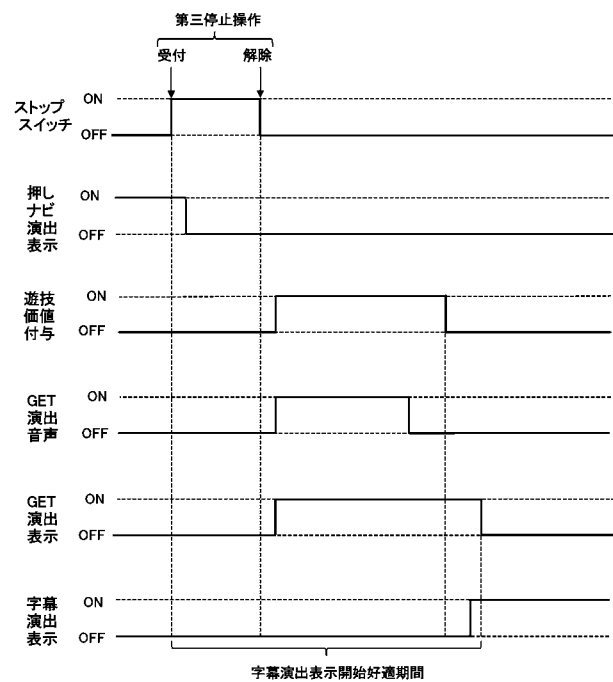 第三停止操作
受付
解除
ストップ
スイッチ
ON
OFF
押し
ナビ
演出
表示
ON
OFF
遊技
価値
付与
ON
OFF
GET
演出
音声
ON
OFF
GET
演出
表示
ON
OFF
字幕
演出
表示
ON
OFF
字幕演出表示開始好適期間